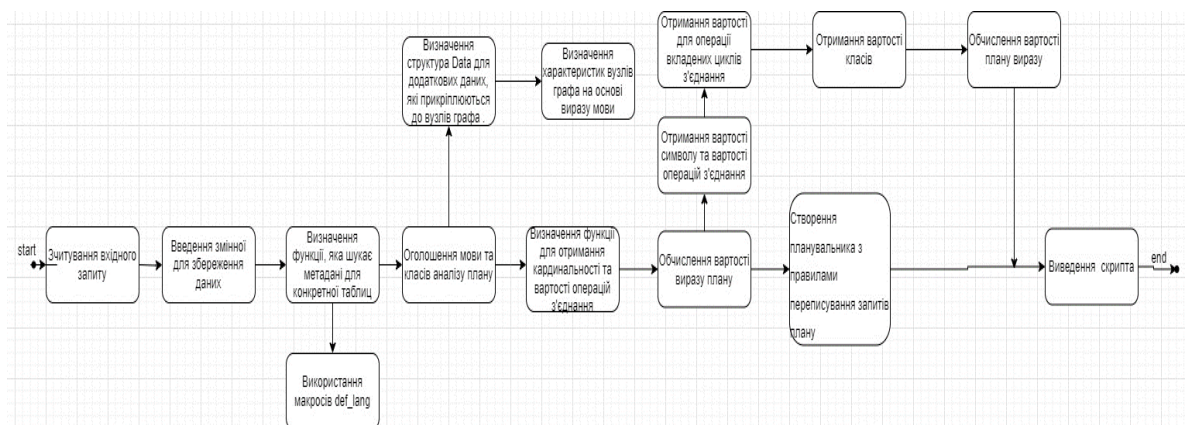 start
Зчитування вхідного
запиту
Введення змінної
для збереження
даних
Визначення
функції, яка шукає
метадані для
конкретної таблиц
Використання
макросів def_lang
Оголошення мови та
класів аналізу плану
Визначення
структура Data для
додаткових даних,
які прикріплюються
до вузлів графа .
Визначення
характеристик вузлів
графа на основі
виразу мови
Визначення функції
для отримання
кардинальності та
вартості операцій
з'єднання
Обчислення вартості
виразу плану
Отримання вартості
символу та вартості
операцій з'єднання
Отримання вартості
для операції
вкладених циклів
з'єднання
Отримання вартості
класів
Обчислення вартості
плану виразу
Створення
планувальника з
правилами
переписування запитів
плану
Виведення скрипта
end